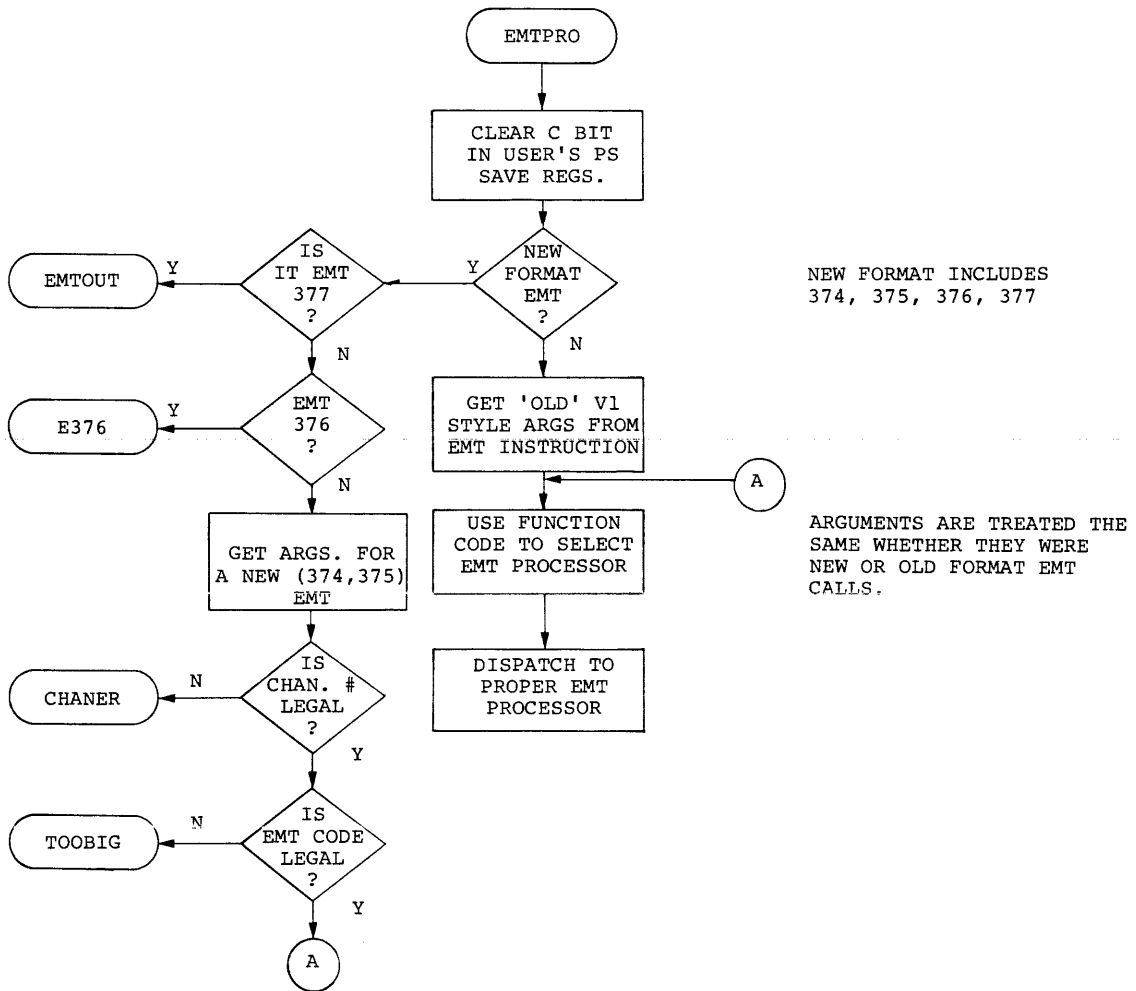 EMTPRO
CLEAR C BIT
IN USER'S PS
SAVE REGS.
NEW
FORMAT
EMT
?
Y
N
IS
IT EMT
377
?
Y
N
EMTOUT
NEW FORMAT INCLUDES
374, 375, 376, 377
EMT
376
?
Y
N
E376
GET 'OLD' V1
STYLE ARGS FROM
EMT INSTRUCTION
A
USE FUNCTION
CODE TO SELECT
EMT PROCESSOR
ARGUMENTS ARE TREATED THE
SAME WHETHER THEY WERE
NEW OR OLD FORMAT EMT
CALLS.
GET ARGS. FOR
A NEW (374,375)
EMT
DISPATCH TO
PROPER EMT
PROCESSOR
IS
CHAN. #
LEGAL
?
N
Y
CHANER
IS
EMT CODE
LEGAL
?
N
Y
TOOBIG
A